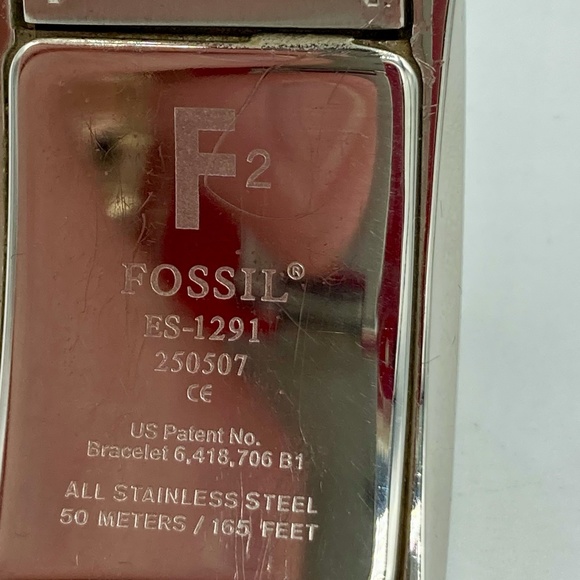 F2
FOSSIL®
ES-1291
250507
CE
US Patent No.
Bracelet 6,418,706 B1
ALL STAINLESS STEEL
50 METERS / 165 FEET